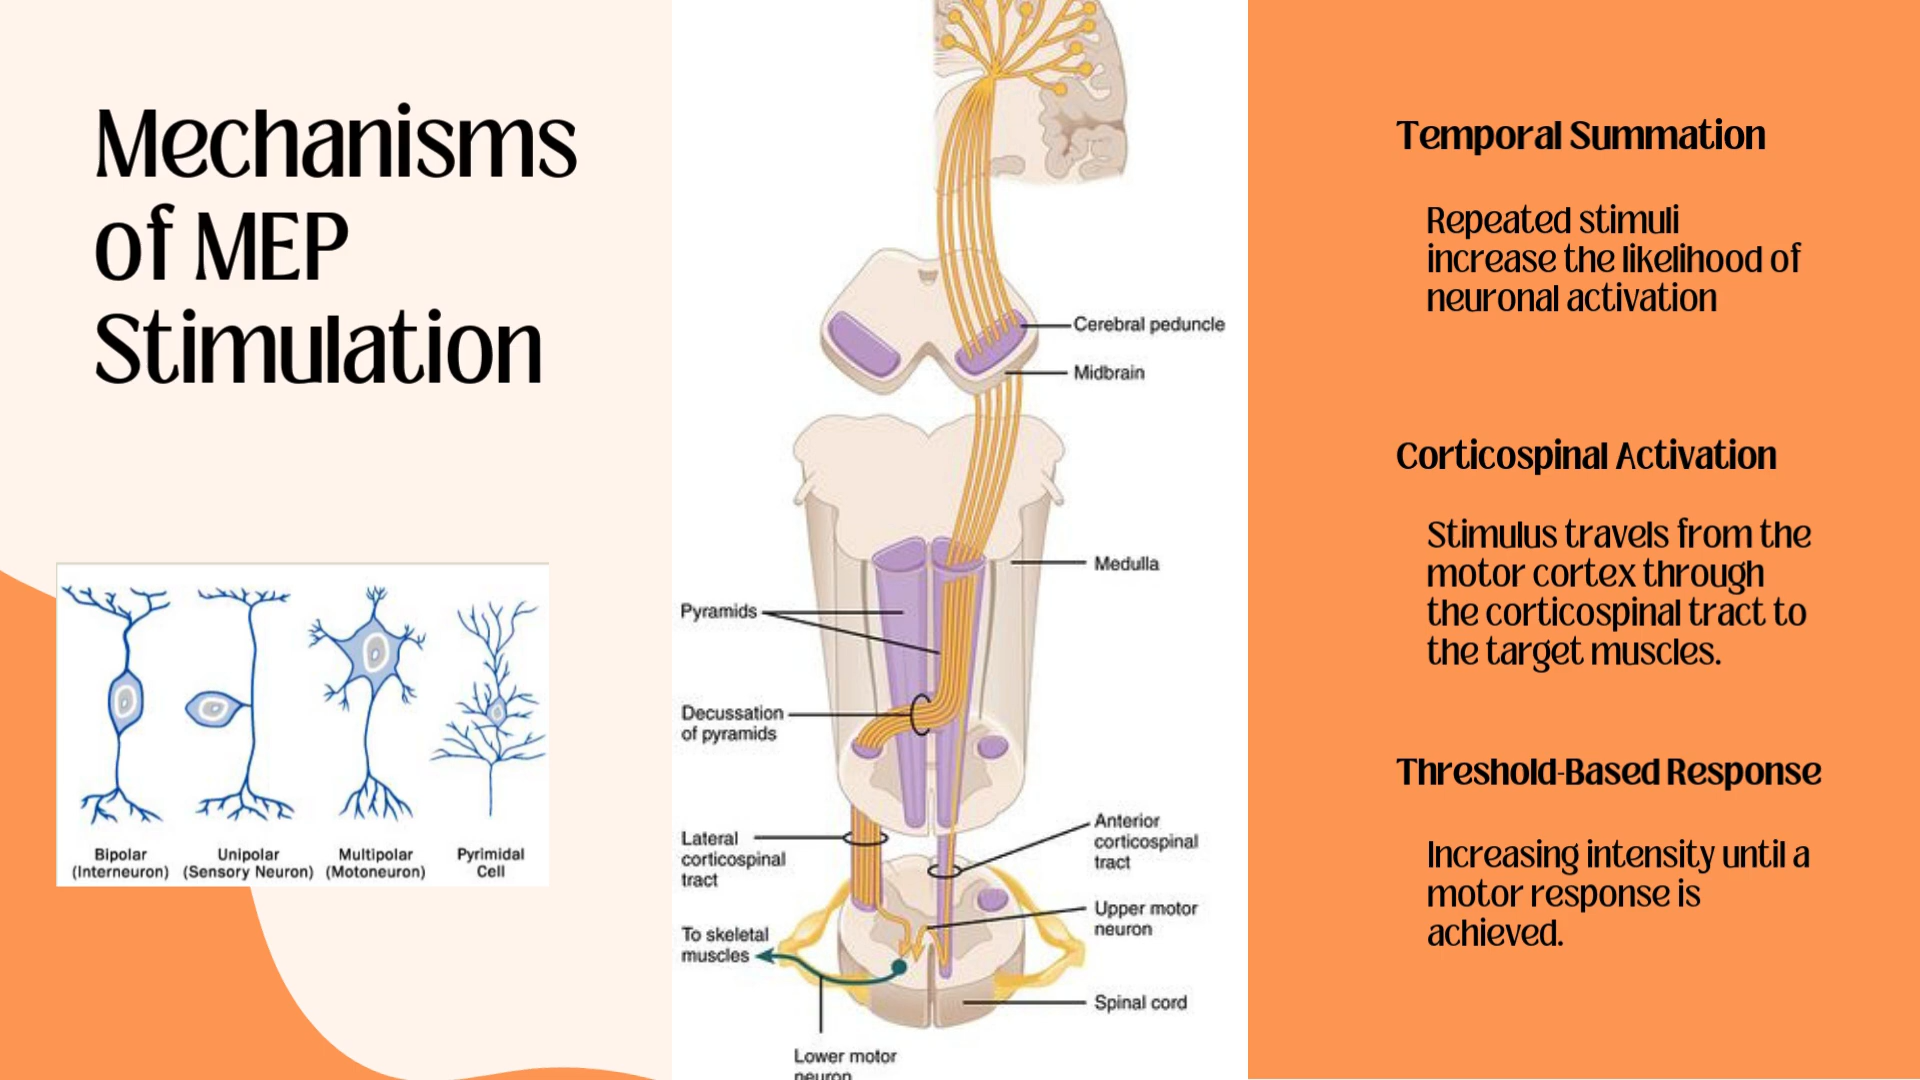 Mechanisms
of MEP
Stimulation
Bipolar
(Interneuron)
Unipolar
(Sensory Neuron)
Multipolar
(Motoneuron)
Pyrimidal
Cell
Cerebral peduncle
Midbrain
Medulla
Pyramids
Decussation
of pyramids
Lateral
corticospinal
tract
Anterior
corticospinal
tract
Upper motor
neuron
To skeletal
muscles
Spinal cord
Lower motor
neuron
Temporal Summation
Repeated stimuli
increase the likelihood of
neuronal activation
Corticospinal Activation
Stimulus travels from the
motor cortex through
the corticospinal tract to
the target muscles.
Threshold-Based Response
Increasing intensity until a
motor response is
achieved.